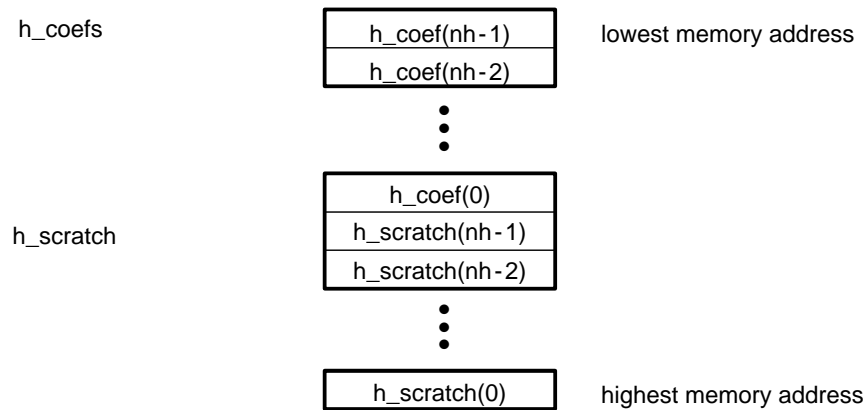 h_coefs h_coef(nh-1) lowest memory address
h_coef(nh-2)
h_coef(0)
h_scratch h_scratch(nh-1)
h_scratch(nh-2)
h_scratch(0) highest memory address